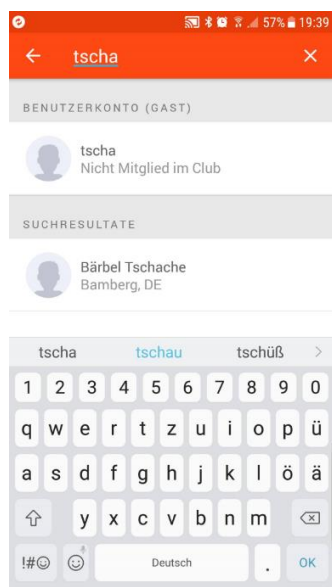 57% 19:39
tscha
BENUTZERKONTO (GAST)
tscha
Nicht Mitglied im Club
SUCHRESULTATE
Bärbel Tschache
Bamberg, DE
tscha tschau tschüß
1 2 3 4 5 6 7 8 9 0
q w e r t z u i o p ü
a s d f g h j k l ö ä
y x c v b n m
!#☺ Deutsch . OK